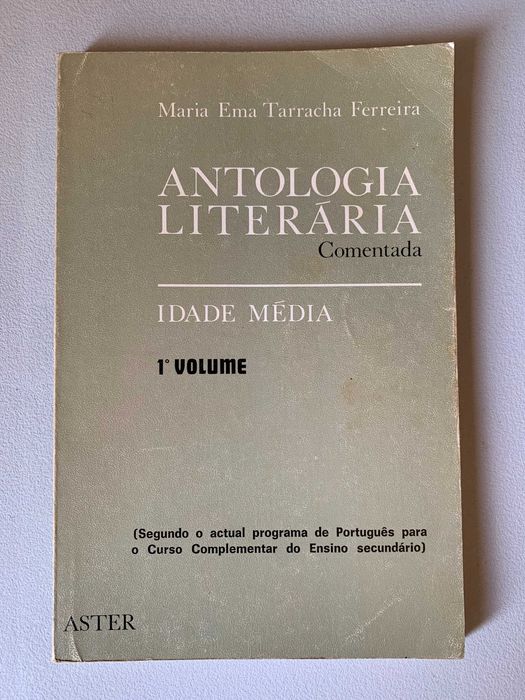 Maria Ema Tarracha Ferreira
ANTOLOGIA
LITERÁRIA
Comentada
IDADE MÉDIA
1° VOLUME
(Segundo o actual programa de Português para
o Curso Complementar do Ensino secundário)
ASTER